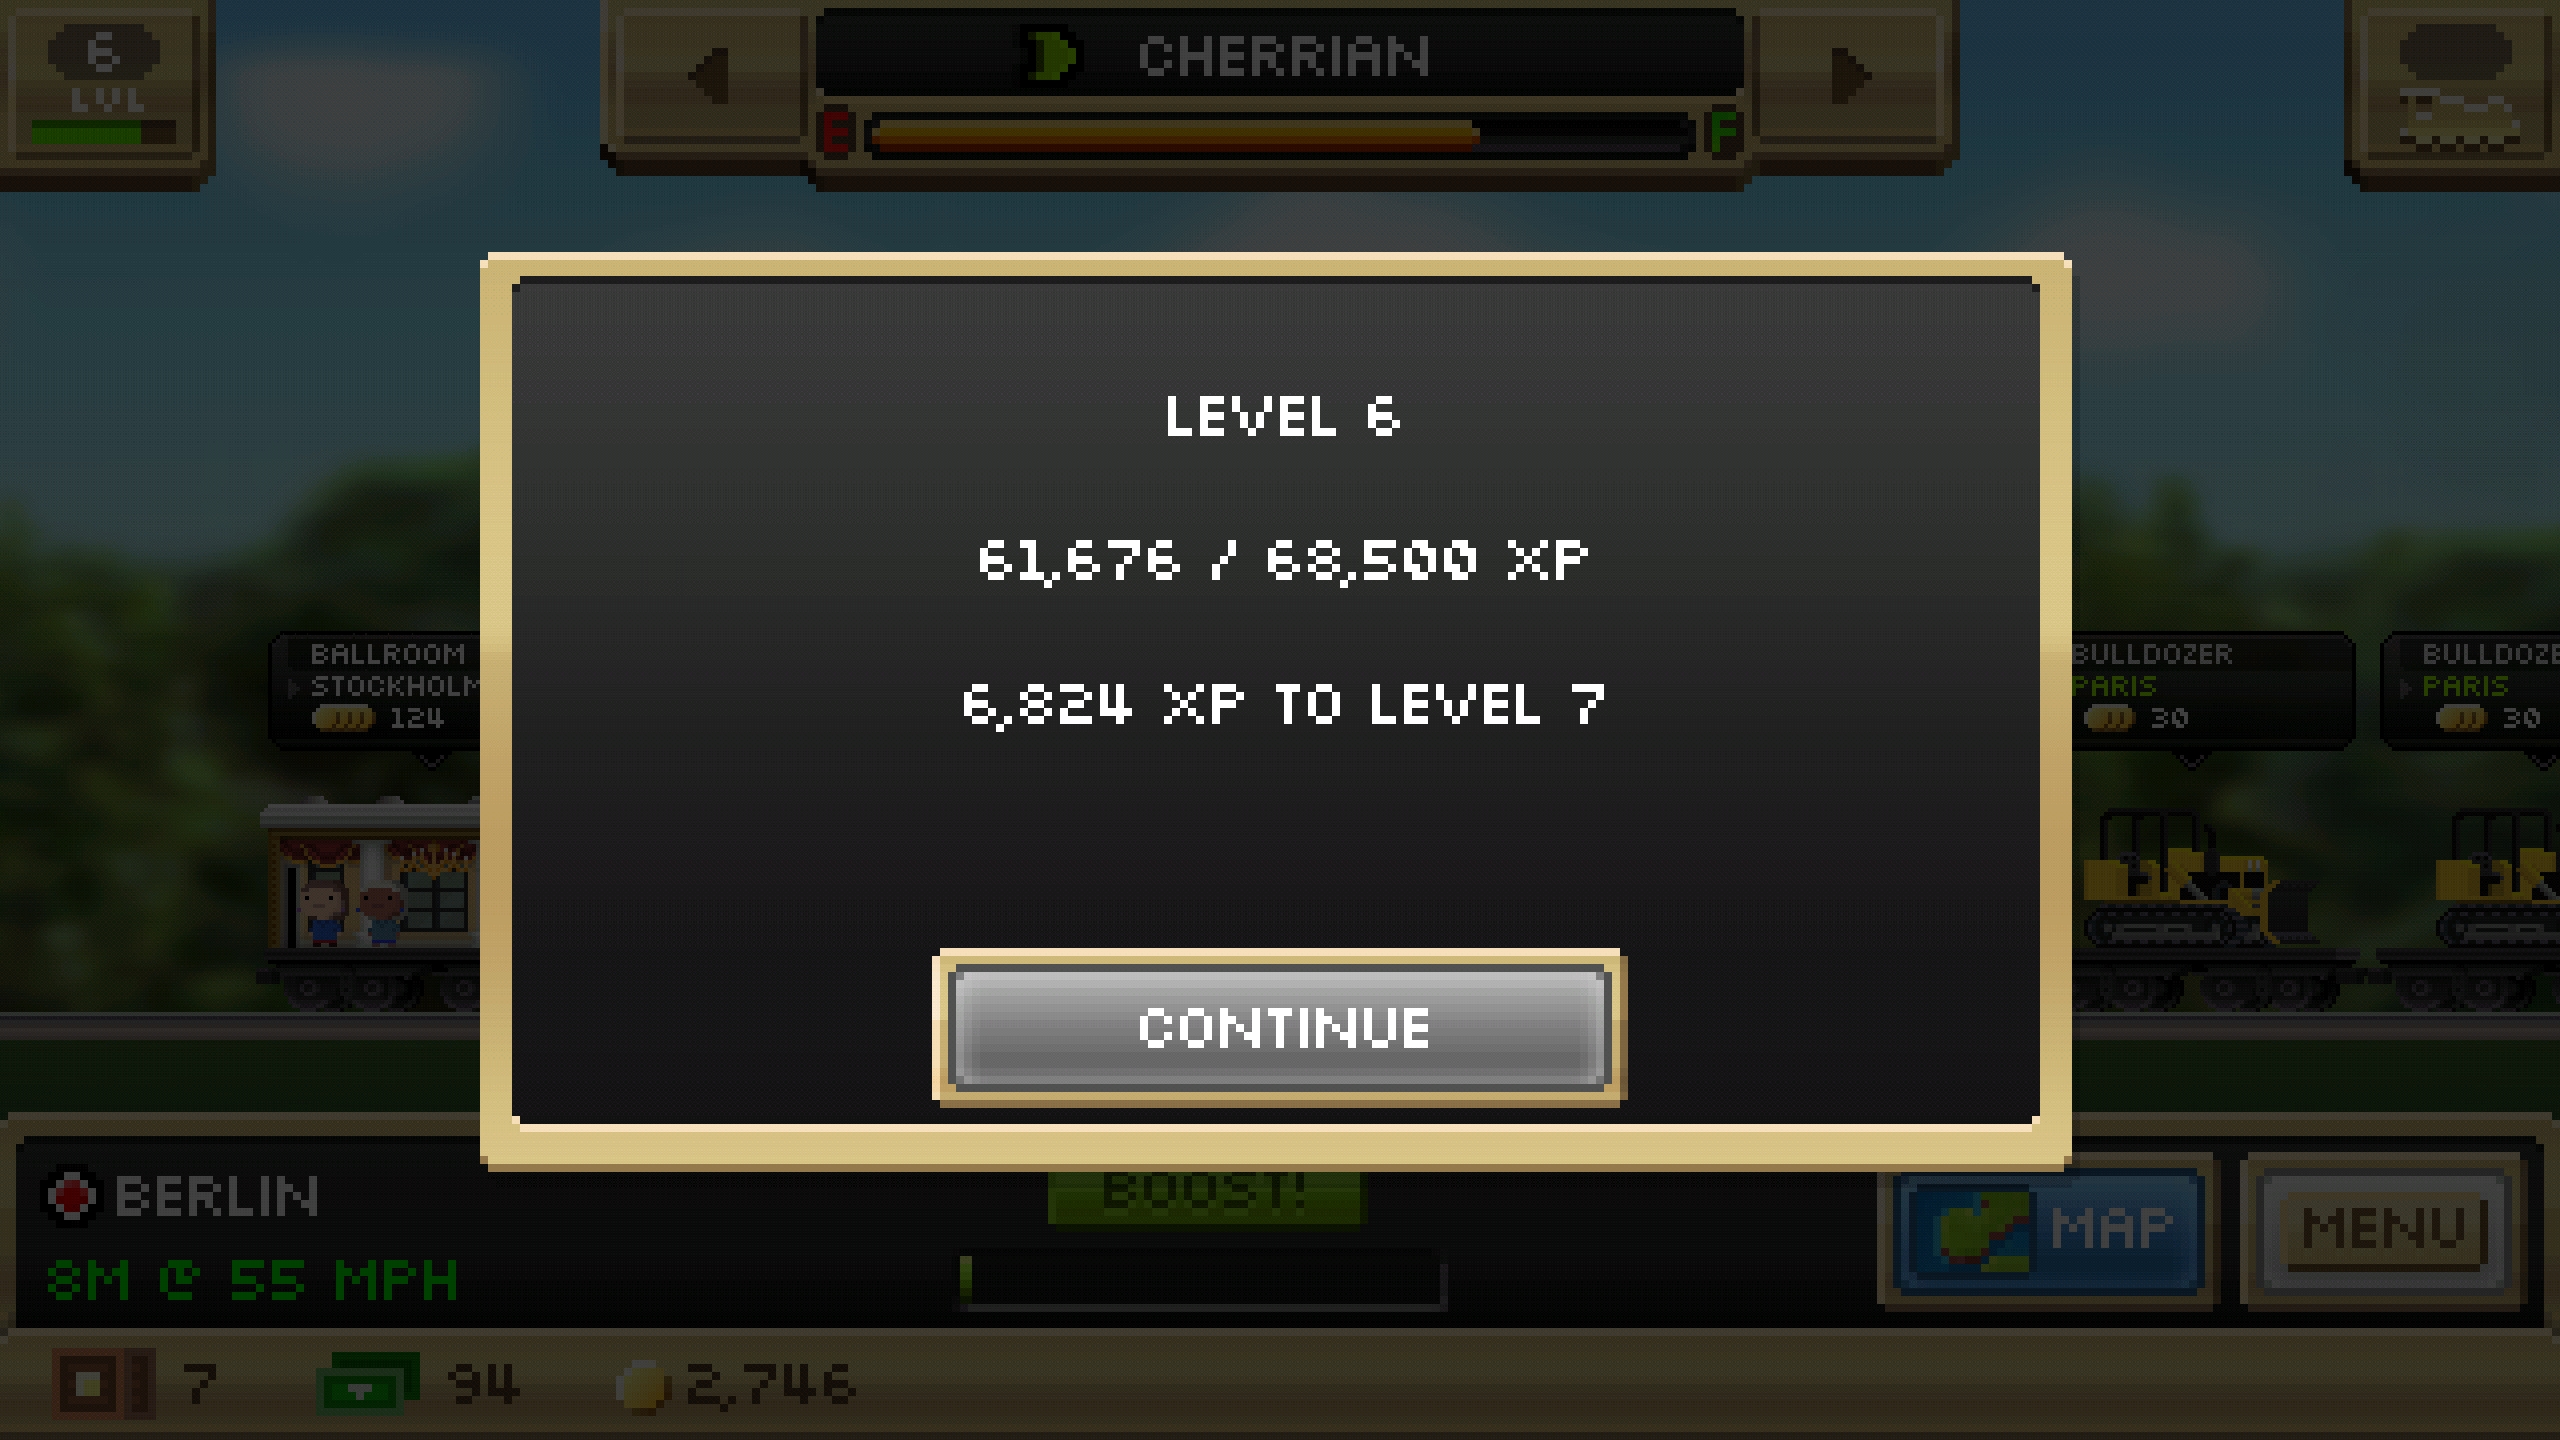 6
LVL
CHERRIAN
E
F
LEVEL 6
61,676 / 68,500 XP
6,824 XP TO LEVEL 7
BALLROOM
STOCKHOLM
124
BULLDOZER
PARIS
30
BULLDOZE
PARIS
30
CONTINUE
BERLIN
8M @ 55 MPH
BOOST!
MAP
MENU
7
94
2,746